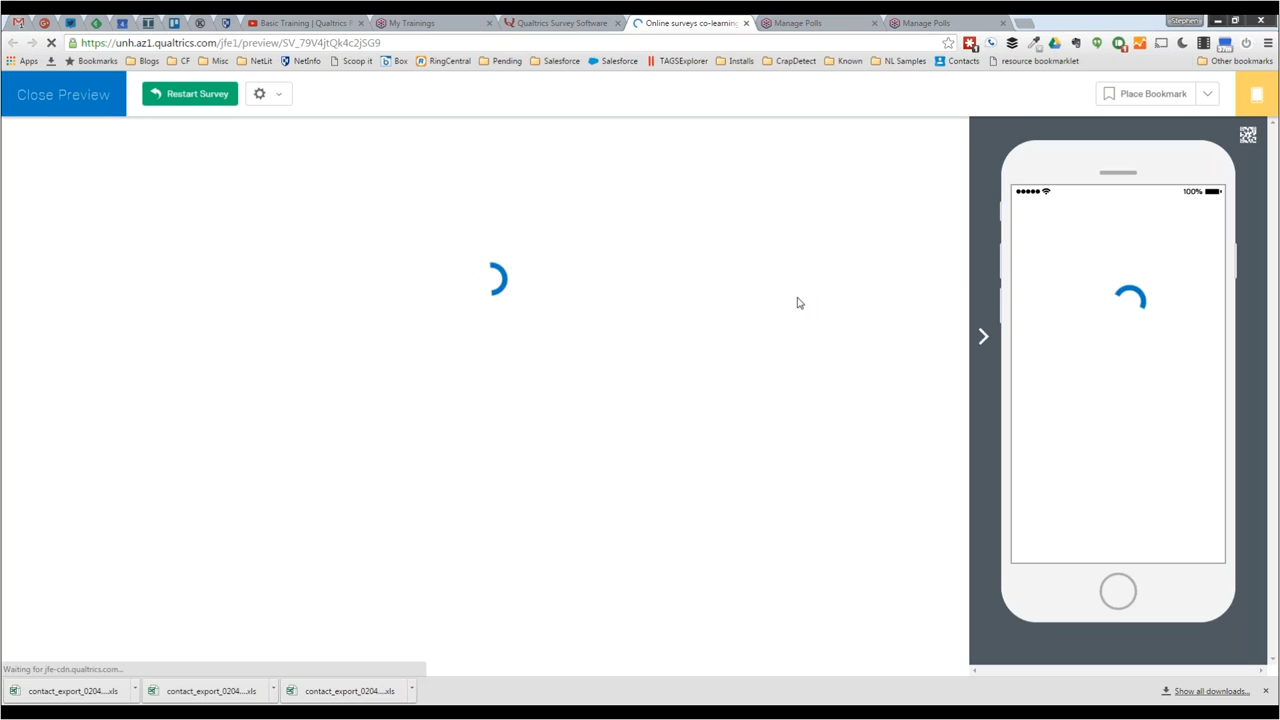 Basic Training | Qualtrics
My Trainings
Qualtrics Survey Software
Online surveys co-learning
Manage Polls
Manage Polls
Stephen
https://unh.az1.qualtrics.com/jfe1/preview/SV_79V4jtQk4c2jSG9
Apps
Bookmarks
Blogs
CF
Misc
NetLit
NetInfo
Scoop it
Box
RingCentral
Pending
Salesforce
Salesforce
TAGSExplorer
Installs
CrapDetect
Known
NL Samples
Contacts
resource bookmarklet
Other bookmarks
Close Preview
Restart Survey
Place Bookmark
100%
Waiting for jfe-cdn.qualtrics.com...
contact_export_0204....xls
contact_export_0204....xls
contact_export_0204....xls
Show all downloads...